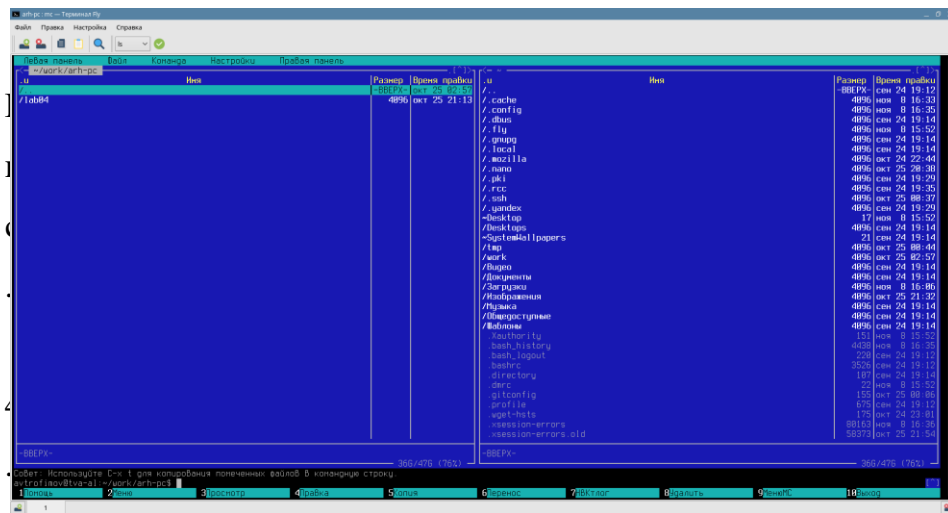 arh-pc : mc — Терминал Fly
Файл Правка Настройка Справка
ls
Левая панель Файл Команда Настройки Правая панель
~/work/arh-pc .[^]> <- ~ .[^]>
.и Имя Размер Время правки .и Имя Размер Время правки
/.. -ВВЕРХ- окт 25 02:57 /.. -ВВЕРХ- сен 24 19:12
/lab04 4096 окт 25 21:13 /.cache 4096 ноя 8 16:33
/.config 4096 ноя 8 16:35
/.dbus 4096 сен 24 19:14
/.fly 4096 ноя 8 15:52
/.gnupg 4096 сен 24 19:14
/.local 4096 сен 24 19:14
/.mozilla 4096 окт 24 22:44
/.nano 4096 окт 25 20:38
/.pki 4096 сен 24 19:29
/.rcc 4096 сен 24 19:35
/.ssh 4096 окт 25 00:37
/.yandex 4096 сен 24 19:29
~Desktop 17 ноя 8 15:52
/Desktops 4096 сен 24 19:14
~SystemWallpapers 21 сен 24 19:14
/tmp 4096 окт 25 00:44
/work 4096 окт 25 02:57
/Видео 4096 сен 24 19:14
/Документы 4096 сен 24 19:14
/Загрузки 4096 ноя 8 16:06
/Изображения 4096 окт 25 21:32
/Музыка 4096 сен 24 19:14
/Общедоступные 4096 сен 24 19:14
/Шаблоны 4096 сен 24 19:14
.Xauthority 151 ноя 8 15:52
.bash_history 4430 ноя 8 16:35
.bash_logout 220 сен 24 19:12
.bashrc 3526 сен 24 19:12
.directory 107 сен 24 19:14
.dmrc 22 ноя 8 15:52
.gitconfig 155 окт 25 00:06
.profile 675 сен 24 19:12
.wget-hsts 175 окт 24 23:01
.xsession-errors 80163 ноя 8 16:36
.xsession-errors.old 50373 окт 25 21:54
-ВВЕРХ- -ВВЕРХ-
36G/47G (76%) 36G/47G (76%)
Совет: Используйте C-x t для копирования помеченных файлов в командную строку.
avtrofimov@tva-al:~/work/arh-pc$ [^]
1Помощь 2Меню 3Просмотр 4Правка 5Копия 6Перенос 7НВКтлог 8Удалить 9МенюМС 10Выход
1